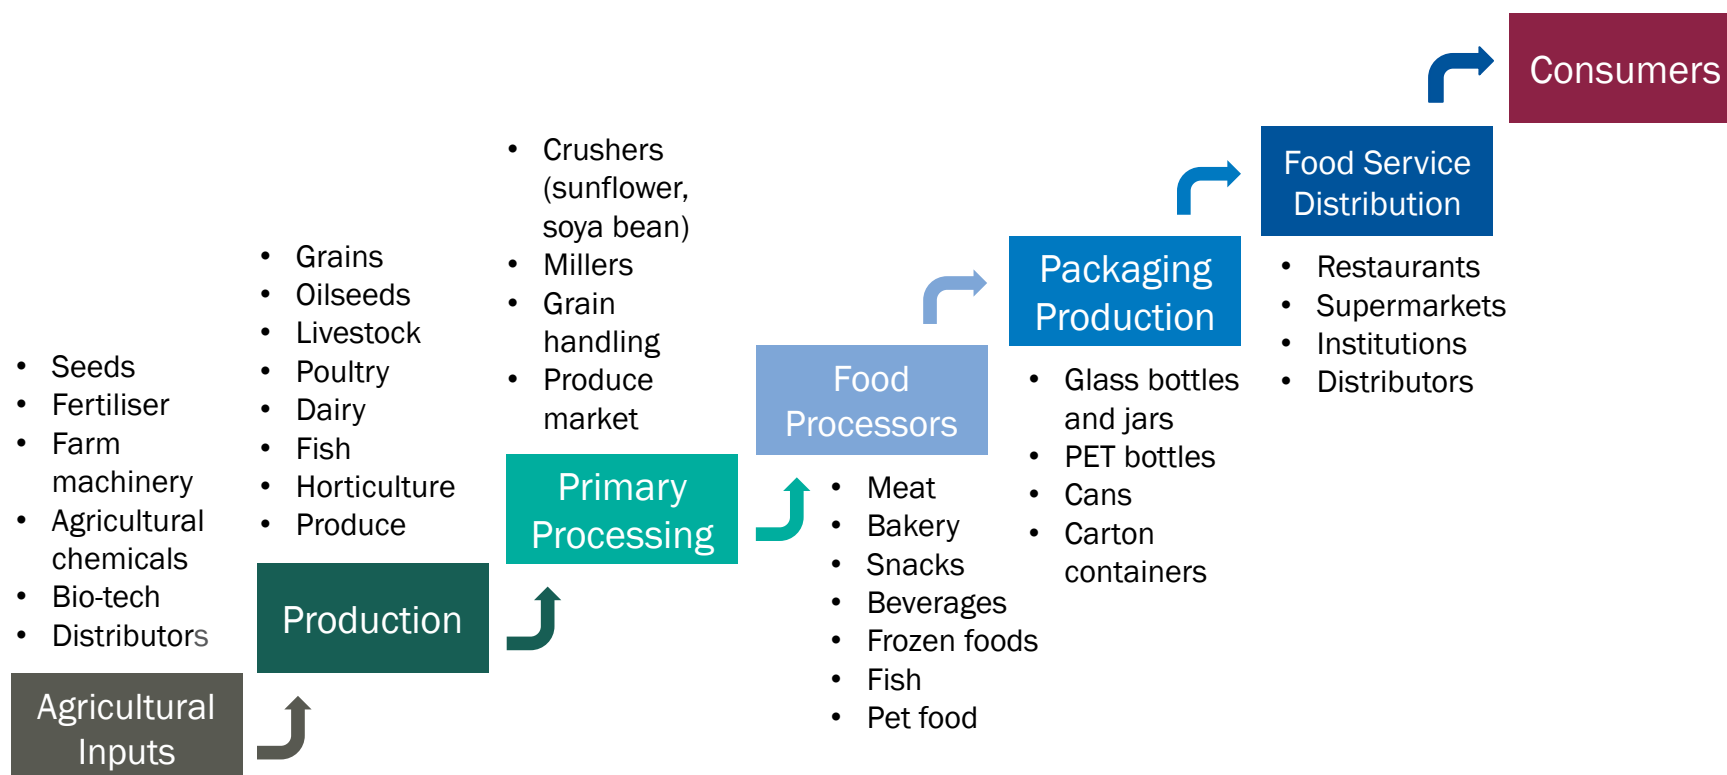 Consumers
Food Service
Distribution
• Restaurants
• Supermarkets
• Institutions
• Distributors
Packaging
Production
• Glass bottles
and jars
• PET bottles
• Cans
• Carton
containers
Food
Processors
• Meat
• Bakery
• Snacks
• Beverages
• Frozen foods
• Fish
• Pet food
• Crushers
(sunflower,
soya bean)
• Millers
• Grain
handling
• Produce
market
Primary
Processing
• Grains
• Oilseeds
• Livestock
• Poultry
• Dairy
• Fish
• Horticulture
• Produce
Production
• Seeds
• Fertiliser
• Farm
machinery
• Agricultural
chemicals
• Bio-tech
• Distributors
Agricultural
Inputs